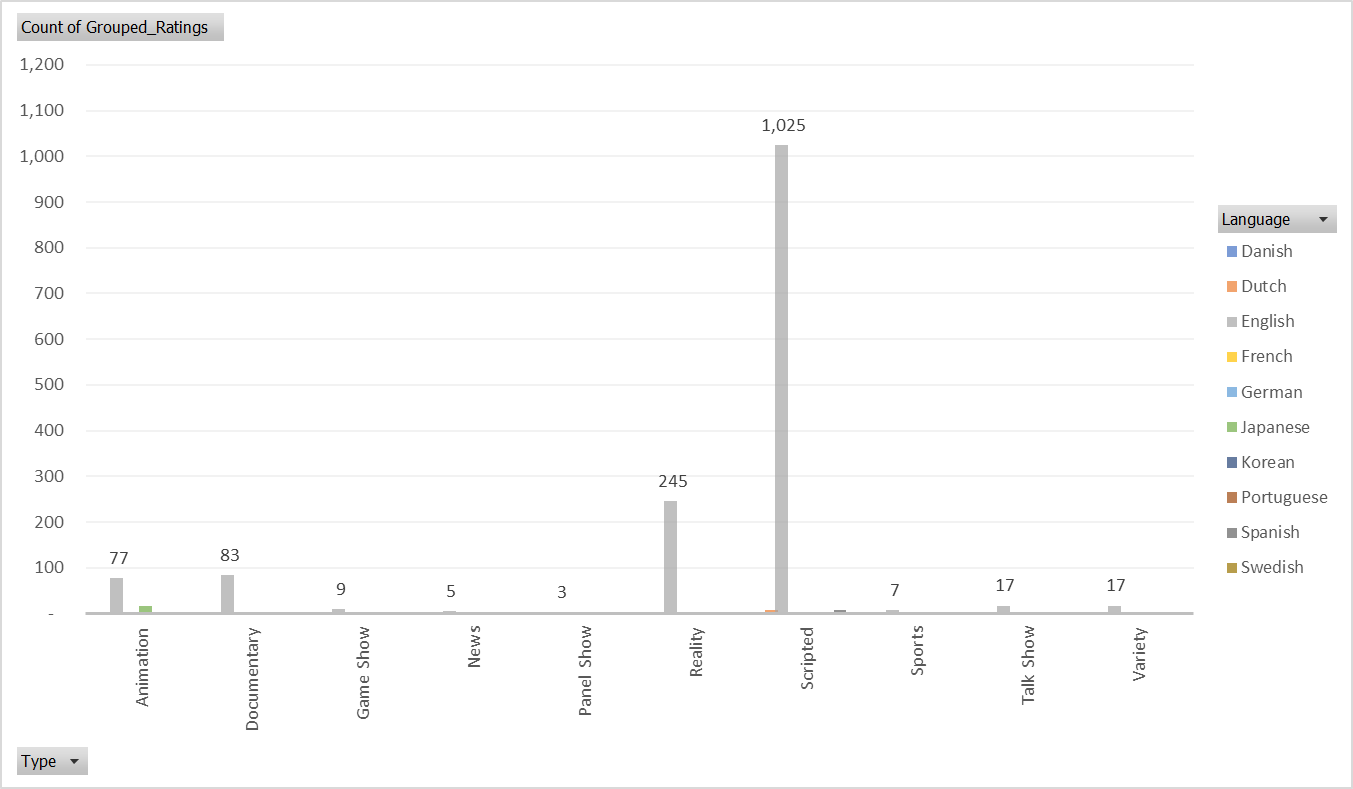 Count of Grouped_Ratings
1,200
1,100
1,000
900
800
700
600
500
400
300
200
100
-
1,025
245
77
83
9
5
3
7
17
17
Animation
Documentary
Game Show
News
Panel Show
Reality
Scripted
Sports
Talk Show
Variety
Language
Danish
Dutch
English
French
German
Japanese
Korean
Portuguese
Spanish
Swedish
Type